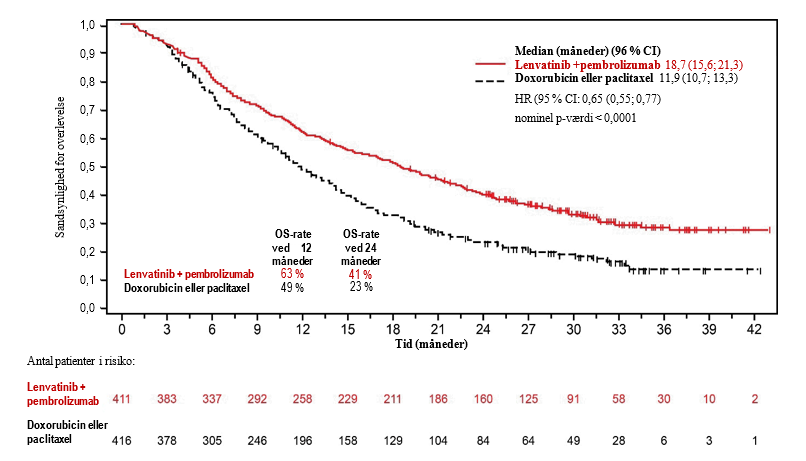 Median (måneder) (96 % CI)
Lenvatinib +pembrolizumab 18,7 (15,6; 21,3)
Doxorubicin eller paclitaxel 11,9 (10,7; 13,3)
HR (95 % CI: 0,65 (0,55; 0,77)
nominel p-værdi < 0,0001
Sandsynlighed for overlevelse
1,0
0,9
0,8
0,7
0,6
0,5
0,4
0,3
0,2
0,1
0,0
OS-rate ved 12 måneder
OS-rate ved 24 måneder
Lenvatinib + pembrolizumab 63 % 41 %
Doxorubicin eller paclitaxel 49 % 23 %
0 3 6 9 12 15 18 21 24 27 30 33 36 39 42
Tid (måneder)
Antal patienter i risiko:
Lenvatinib +
pembrolizumab 411 383 337 292 258 229 211 186 160 125 91 58 30 10 2
Doxorubicin eller
paclitaxel 416 378 305 246 196 158 129 104 84 64 49 28 6 3 1